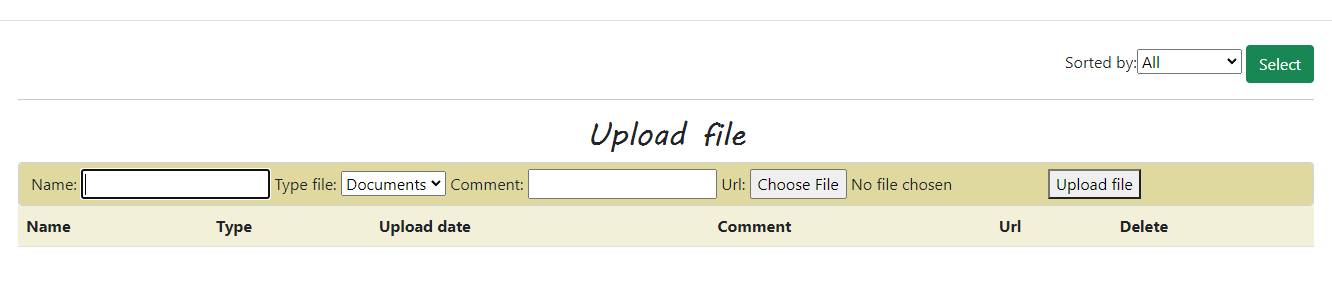 Sorted by: All Select
Upload file
Name: Type file: Documents Comment: Url: Choose File No file chosen Upload file
Name Type Upload date Comment Url Delete